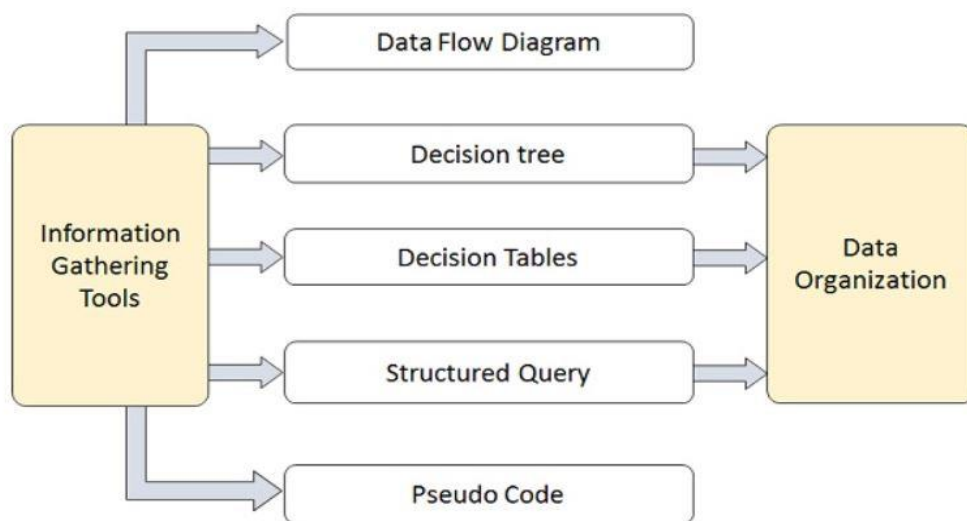 Data Flow Diagram
Decision tree
Information
Gathering
Tools
Decision Tables
Data
Organization
Structured Query
Pseudo Code